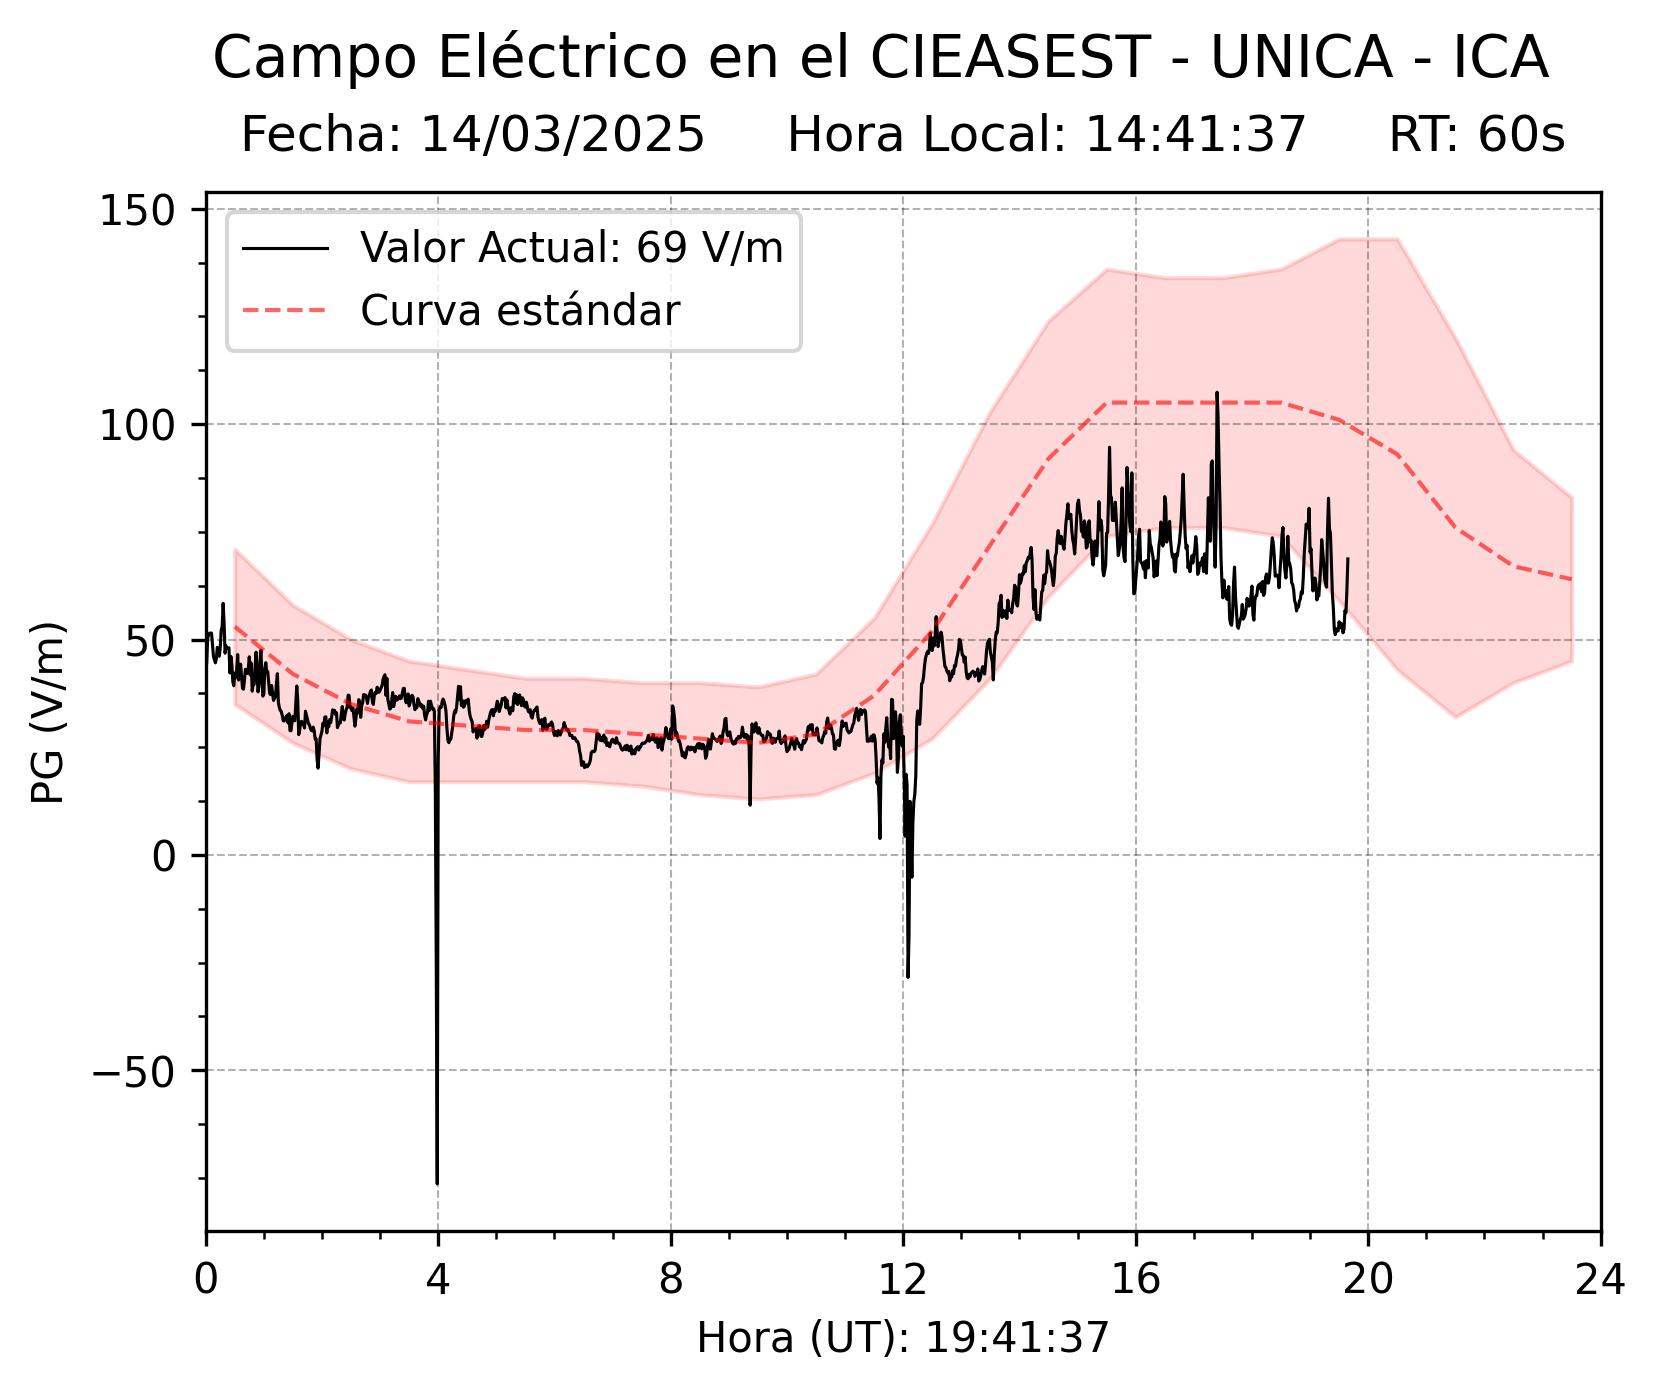 Campo Eléctrico en el CIEASEST - UNICA - ICA
Fecha: 14/03/2025 Hora Local: 14:41:37 RT: 60s
Valor Actual: 69 V/m
Curva estándar
150
100
50
0
−50
PG (V/m)
0 4 8 12 16 20 24
Hora (UT): 19:41:37